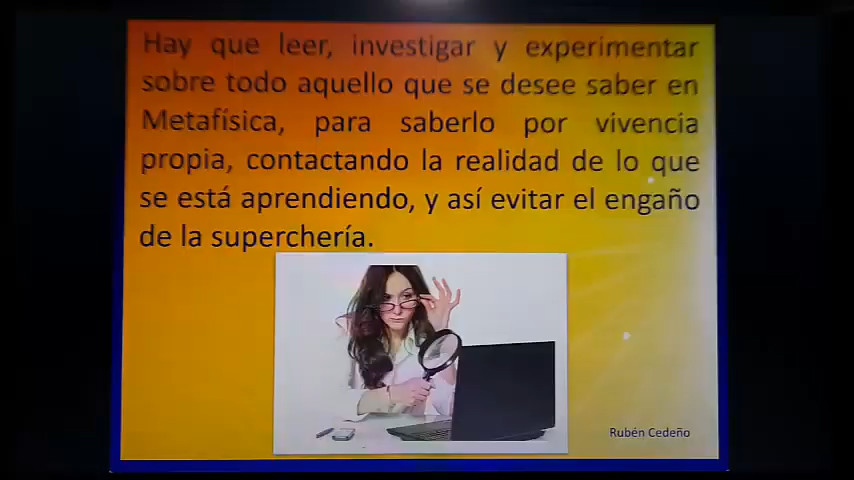 Hay que leer, investigar y experimentar
sobre todo aquello que se desee saber en
Metafísica, para saberlo por vivencia
propia, contactando la realidad de lo que
se está aprendiendo, y así evitar el engaño
de la superchería.
Rubén Cedeño